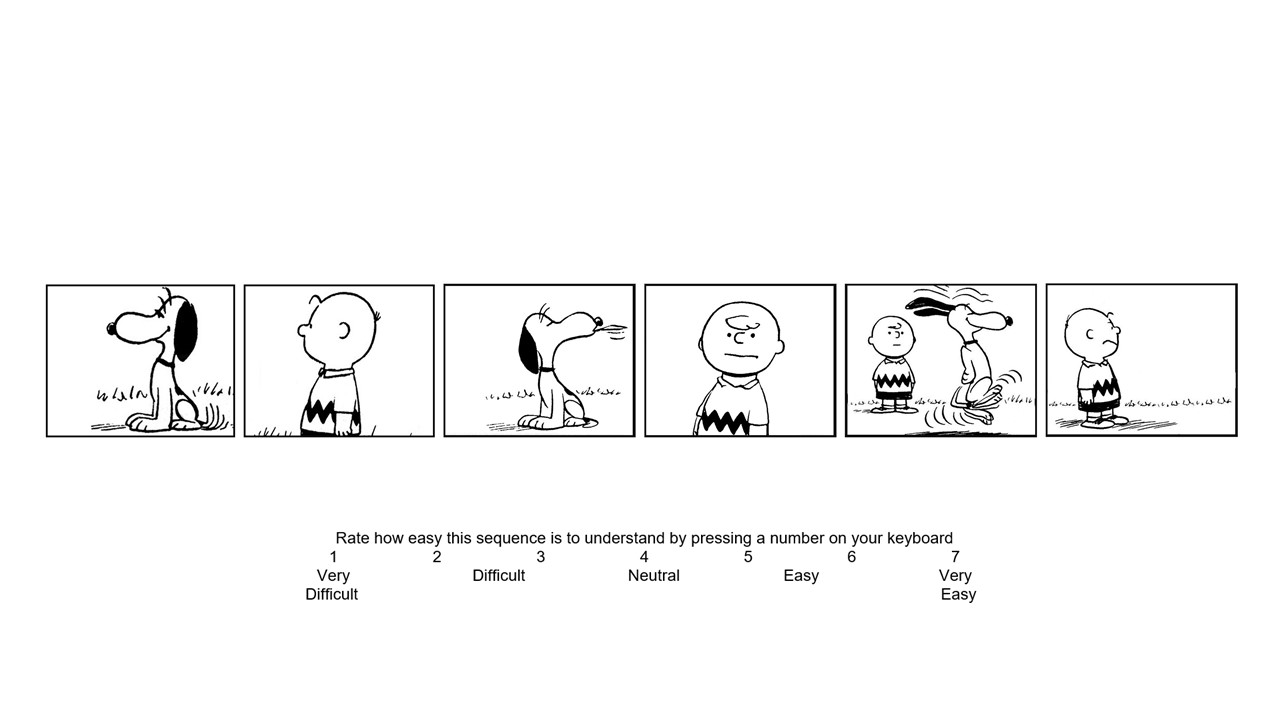 Rate how easy this sequence is to understand by pressing a number on your keyboard
1 2 3 4 5 6 7
Very Difficult Neutral Easy Very
Difficult Easy